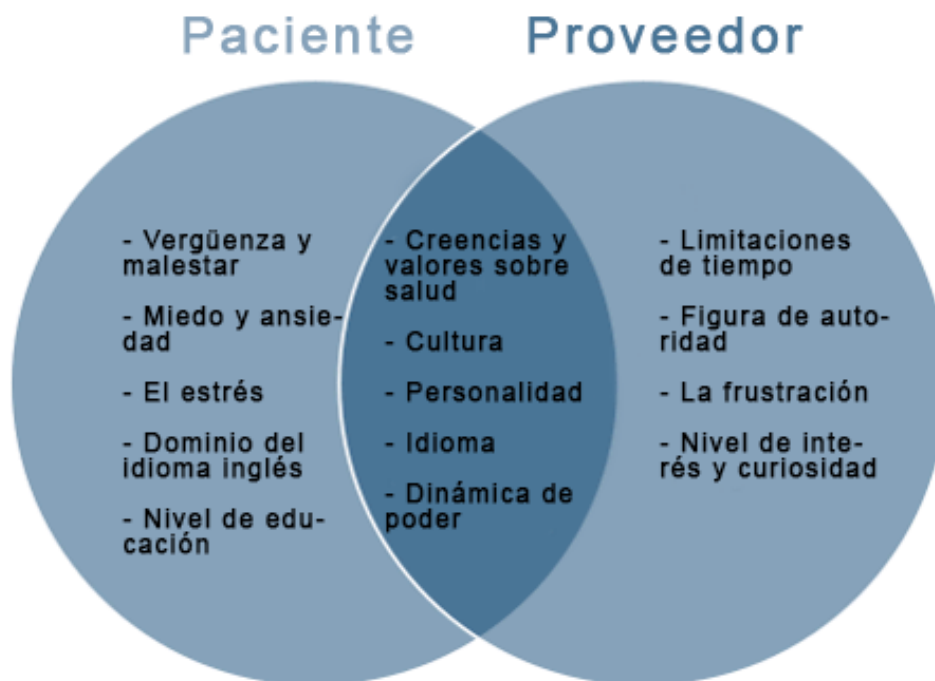 Paciente
Proveedor
- Vergüenza y
malestar
- Miedo y ansie-
dad
- El estrés
- Dominio del
idioma inglés
- Nivel de edu-
cación
- Creencias y
valores sobre
salud
- Cultura
- Personalidad
- Idioma
- Dinámica de
poder
- Limitaciones
de tiempo
- Figura de auto-
ridad
- La frustración
- Nivel de inte-
rés y curiosidad